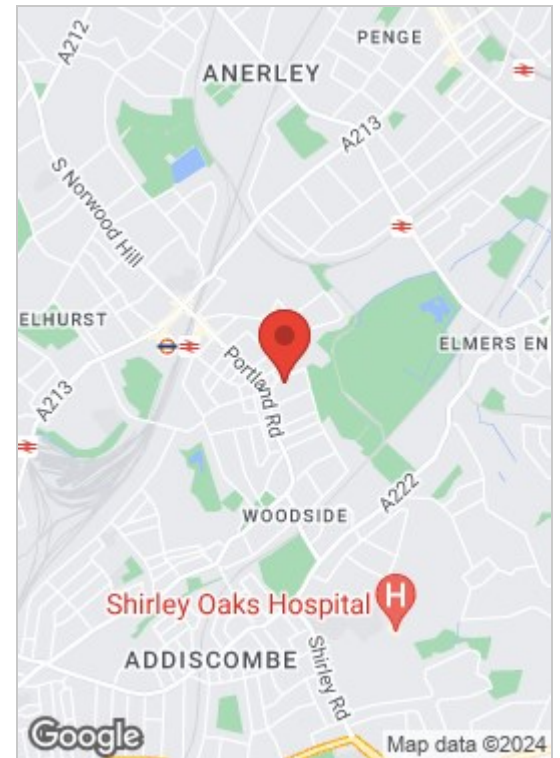 A212
PENGE
ANERLEY
A213
S Norwood Hill
ELHURST
ELMERS EN
Portland Rd
A213
A222
WOODSIDE
Shirley Oaks Hospital
H
ADDISCOMBE
Shirley Rd
Google
Map data ©2024